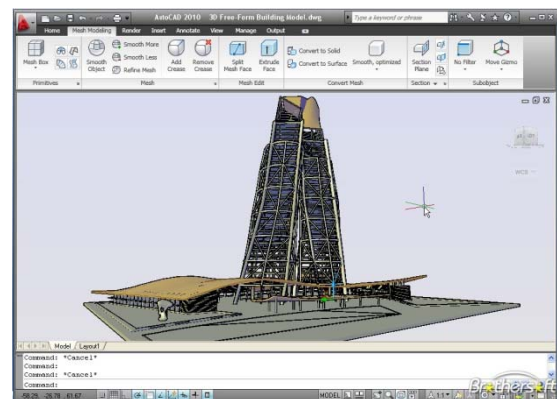 AutoCAD 2010 3D Free-Form Building Model.dwg Type a keyword or phrase
Home Mesh Modeling Render Insert Annotate View Manage Output
Mesh Box Smooth Object Smooth More Smooth Less Refine Mesh Add Crease Remove Crease Split Mesh Face Extrude Face Convert to Solid Convert to Surface Smooth, optimized Section Plane No Filter Move Gizmo
Primitives Mesh Mesh Edit Convert Mesh Section Subobject
WCS
Model Layout1
Command: *Cancel*
Command:
Command: *Cancel*
Command:
MODEL 1:1
Brothersoft